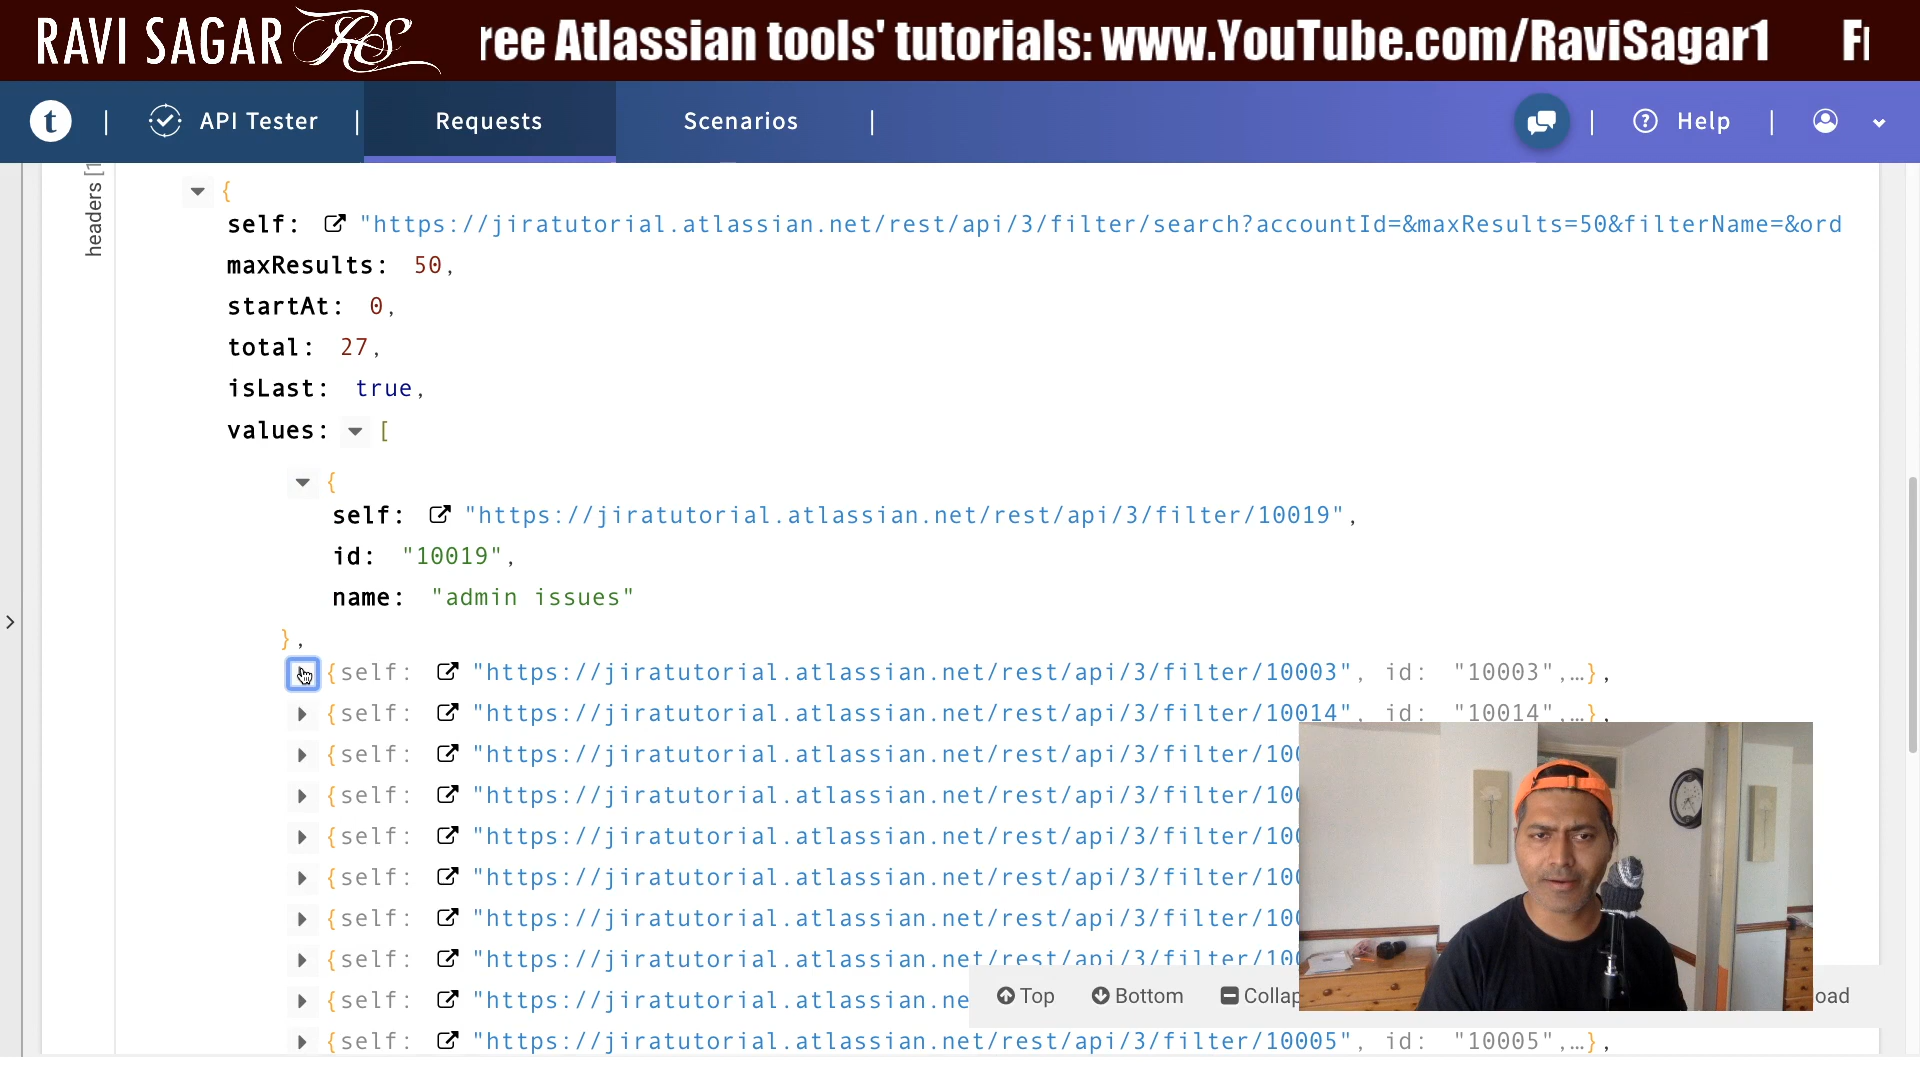 RAVI SAGAR RS ree Atlassian tools' tutorials: www.YouTube.com/RaviSagar1
t | API Tester | Requests Scenarios | | Help |
headers [1
{
self: "https://jiratutorial.atlassian.net/rest/api/3/filter/search?accountId=&maxResults=50&filterName=&ord
maxResults: 50,
startAt: 0,
total: 27,
isLast: true,
values: [
{
self: "https://jiratutorial.atlassian.net/rest/api/3/filter/10019",
id: "10019",
name: "admin issues"
},
{self: "https://jiratutorial.atlassian.net/rest/api/3/filter/10003", id: "10003",…},
{self: "https://jiratutorial.atlassian.net/rest/api/3/filter/10014", id: "10014",…},
{self: "https://jiratutorial.atlassian.net/rest/api/3/filter/100
{self: "https://jiratutorial.atlassian.net/rest/api/3/filter/100
{self: "https://jiratutorial.atlassian.net/rest/api/3/filter/100
{self: "https://jiratutorial.atlassian.net/rest/api/3/filter/100
{self: "https://jiratutorial.atlassian.net/rest/api/3/filter/100
{self: "https://jiratutorial.atlassian.net/rest/api/3/filter/100
{self: "https://jiratutorial.atlassian.ne
Top Bottom Collap oad
{self: "https://jiratutorial.atlassian.net/rest/api/3/filter/10005", id: "10005",…},